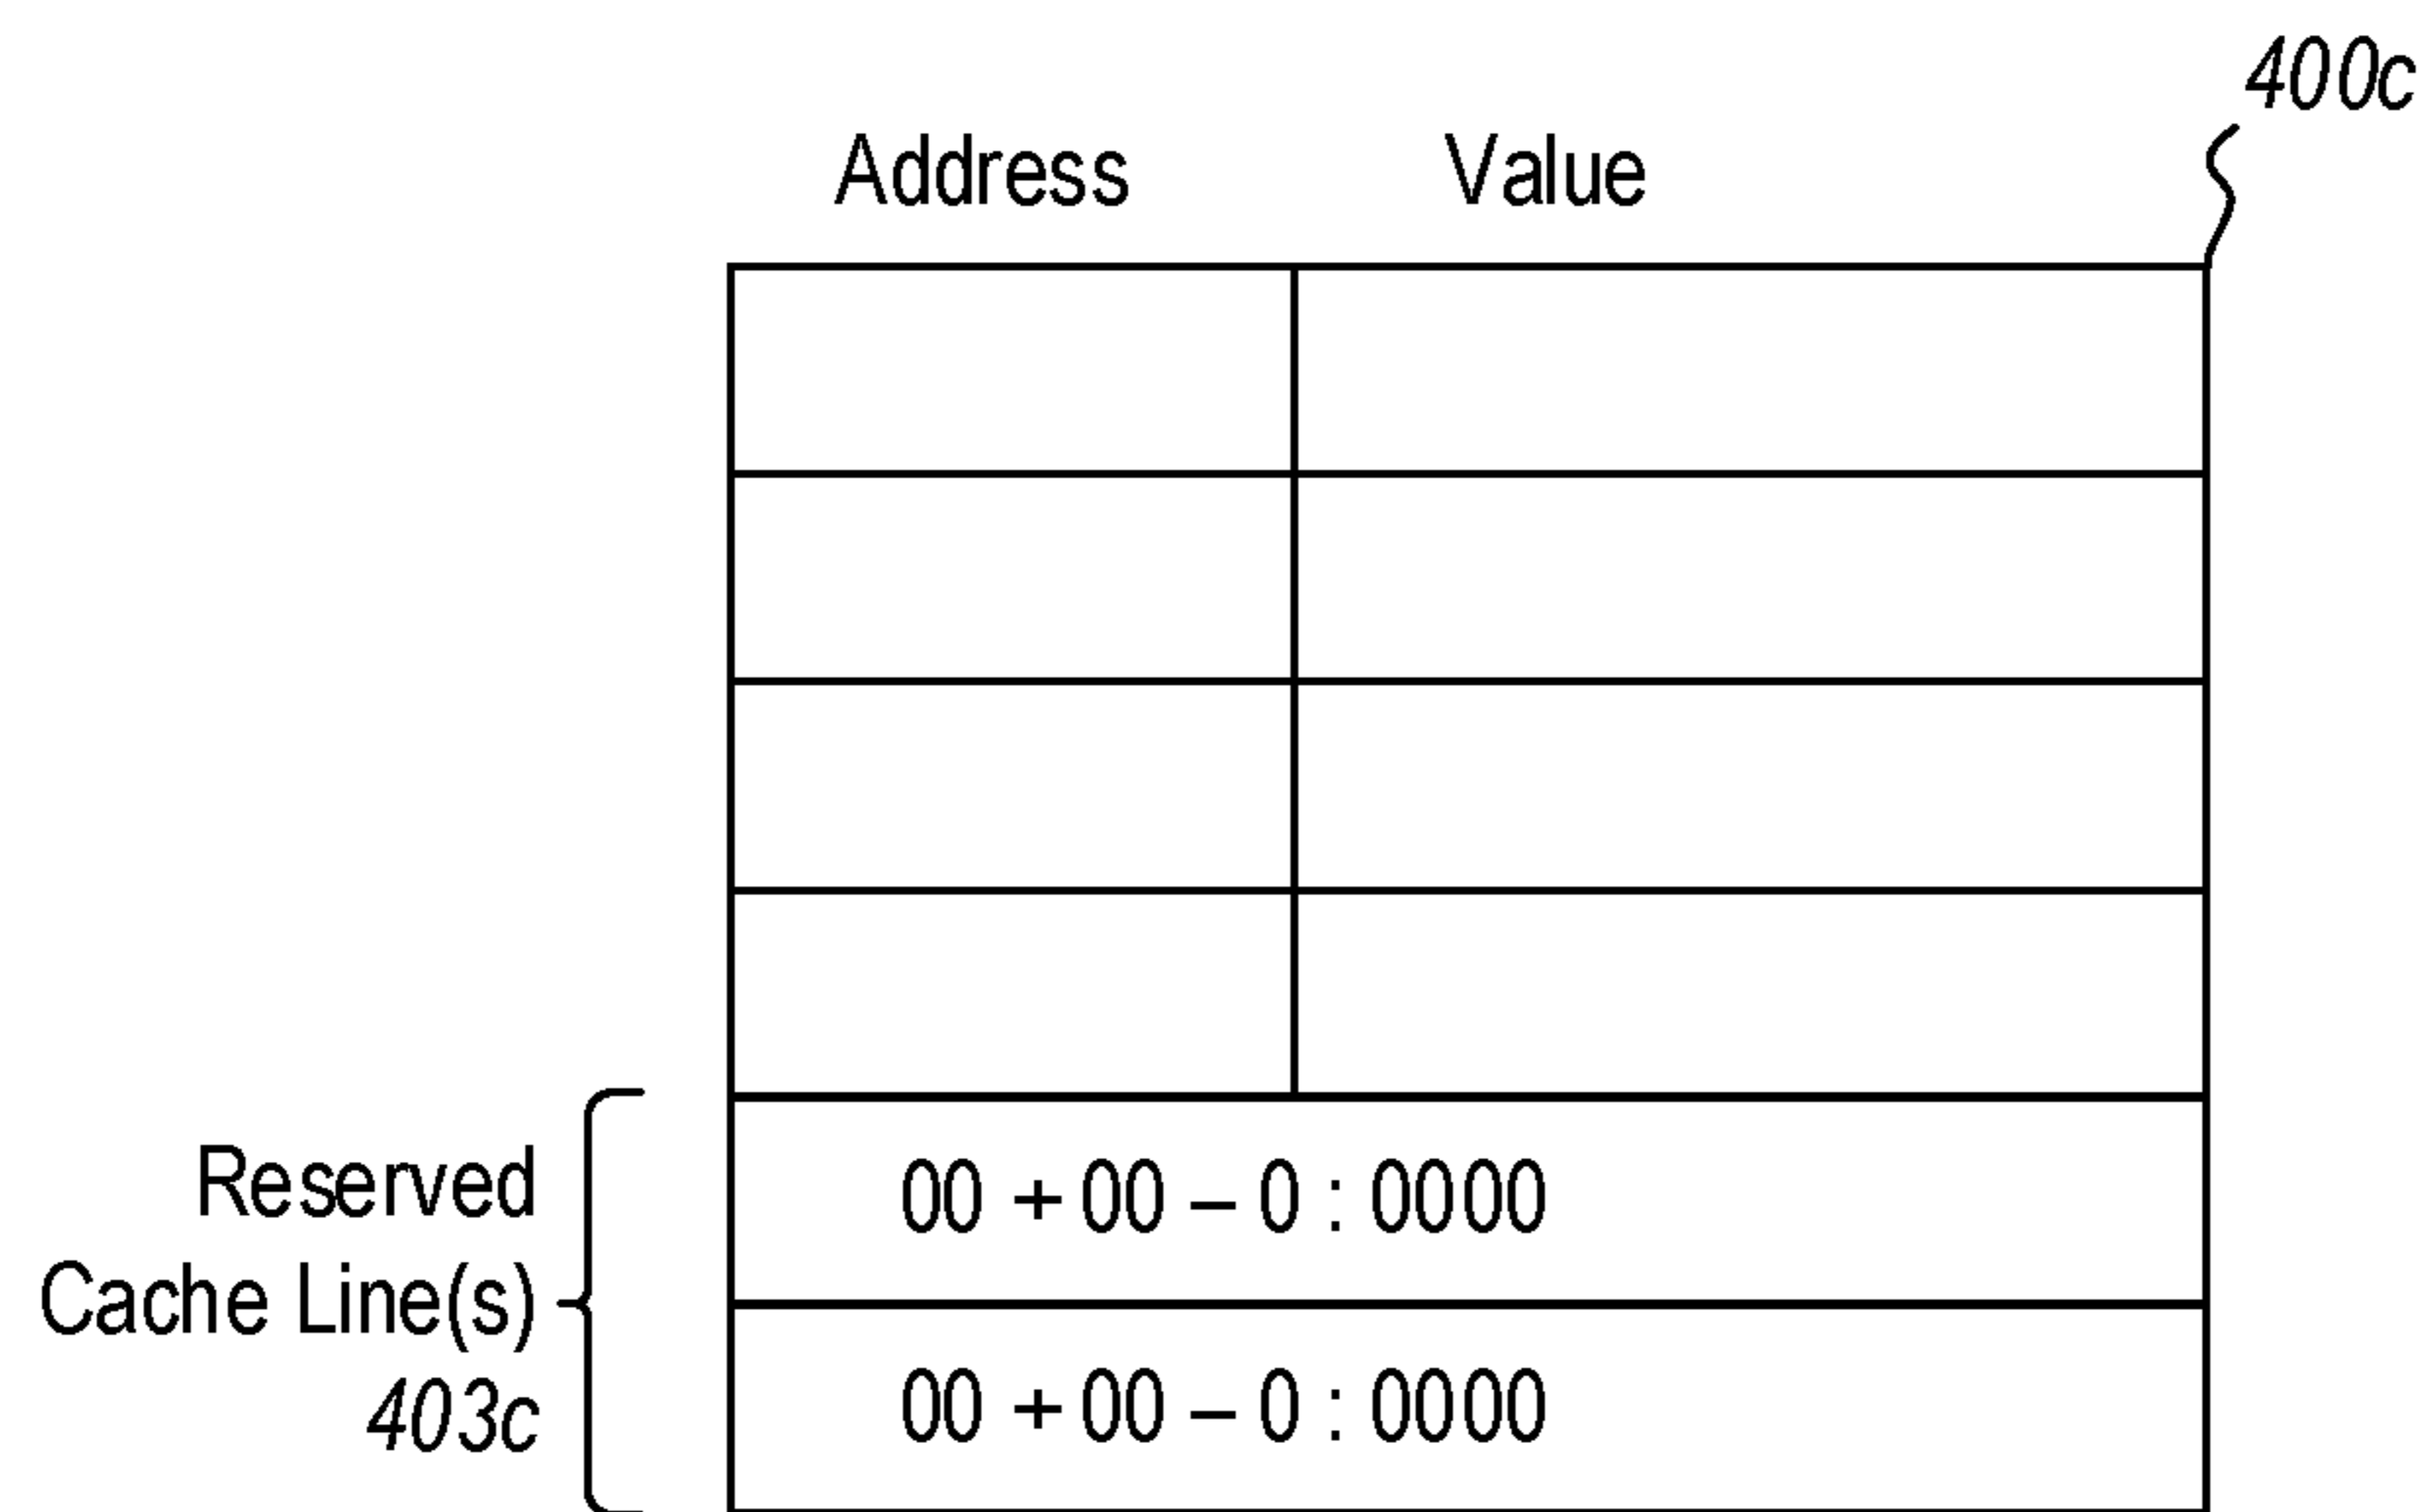 400c
Address Value
00 + 00 – 0 : 0000
Reserved
Cache Line(s)
403c
00 + 00 – 0 : 0000